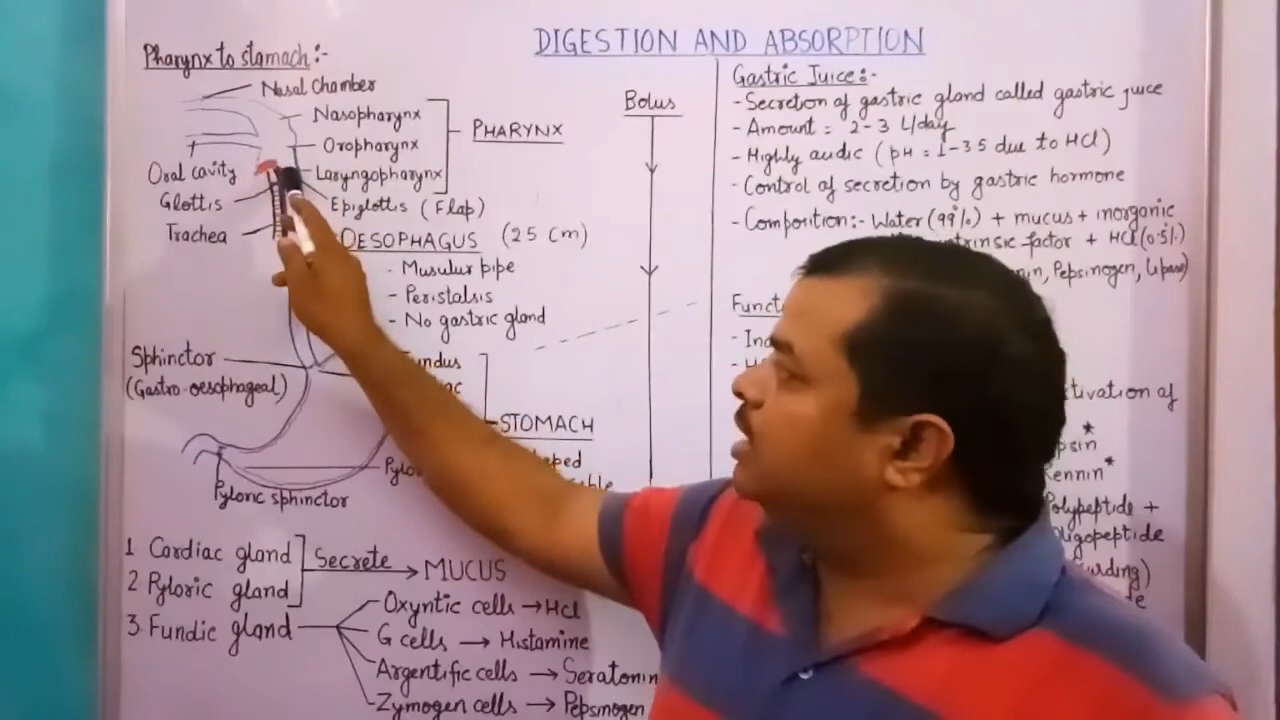 DIGESTION AND ABSORPTION
Pharynx to stomach:-
Nasal Chamber
Nasopharynx
Oropharynx
Laryngopharynx
PHARYNX
Oral cavity
Glottis
Trachea
Epiglottis (Flap)
OESOPHAGUS (25 cm)
- Musulur pipe
- Peristalsis
- No gastric gland
Sphinctor
(Gastro-oesophageal)
STOMACH
Pyloric sphinctor
1 Cardiac gland
2 Pyloric gland
Secrete
MUCUS
3. Fundic gland
Oxyntic cells → Hcl
G cells → Histamine
Argentific cells → Seratonin
Zymogen cells → Pepsinogen
Bolus
Gastric Juice:-
- Secretion of gastric gland called gastric juice
- Amount = 2-3 L/day
- Highly acidic (pH = 1-3.5 due to HCl)
- Control of secretion by gastric hormone
- Composition:- Water (99%) + mucus + inorganic
intrinsic factor + HCl (0.5%)
Pepsinogen, Lipase)
Polypeptide +